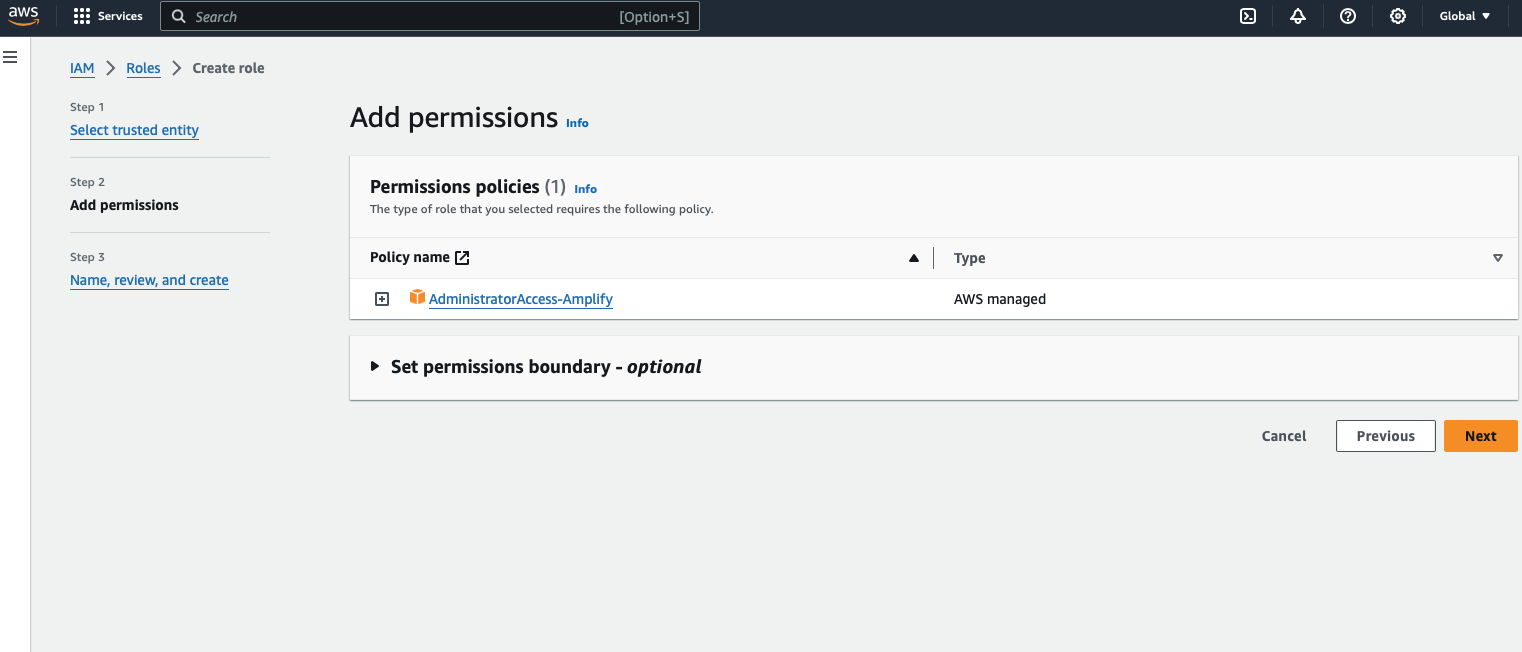 aws
Services
Search
[Option+S]
Global
IAM
Roles
Create role
Step 1
Select trusted entity
Step 2
Add permissions
Step 3
Name, review, and create
Add permissions Info
Permissions policies (1) Info
The type of role that you selected requires the following policy.
Policy name
Type
AdministratorAccess-Amplify
AWS managed
Set permissions boundary - optional
Cancel
Previous
Next